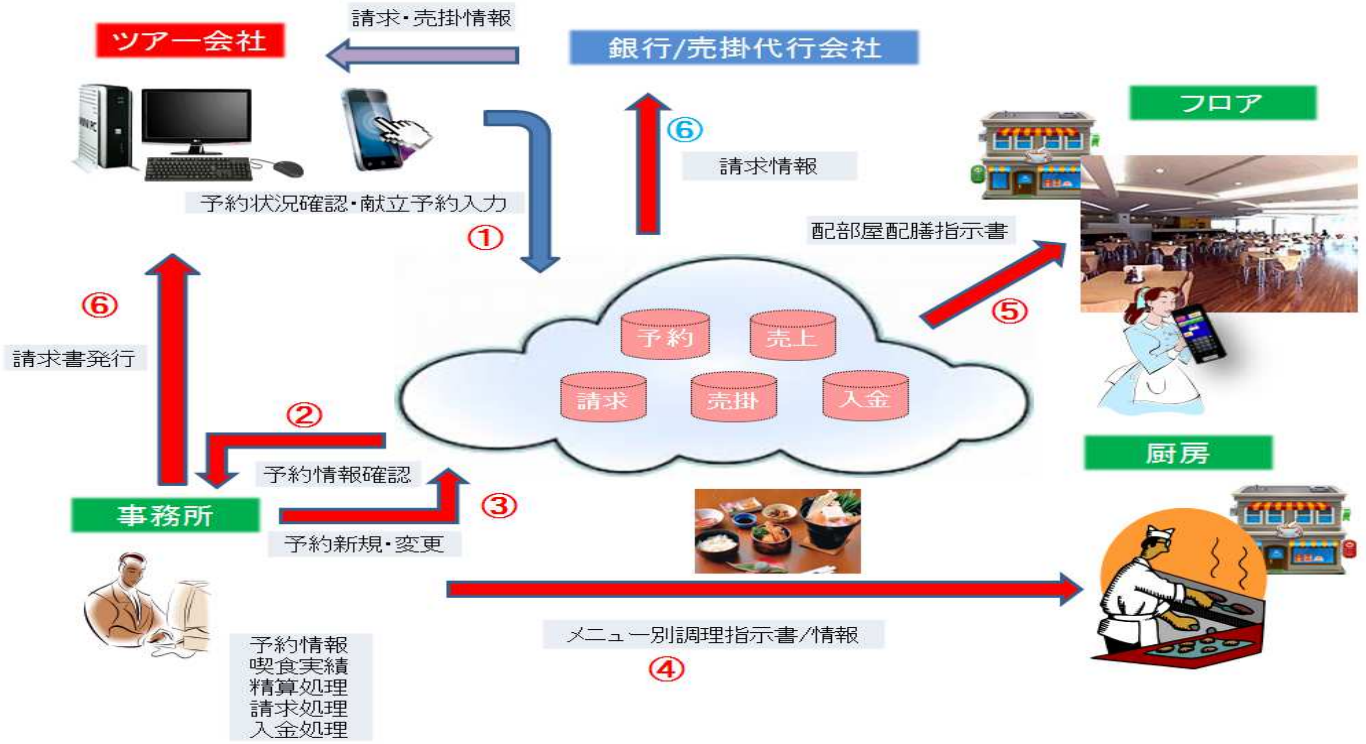 請求・売掛情報
ツアー会社
銀行/売掛代行会社
フロア
⑥
請求情報
予約状況確認・献立予約入力
①
配部屋配膳指示書
⑥
⑤
請求書発行
予約
売上
請求
売掛
入金
②
予約情報確認
厨房
③
事務所
予約新規・変更
メニュー別調理指示書/情報
④
予約情報
喫食実績
精算処理
請求処理
入金処理